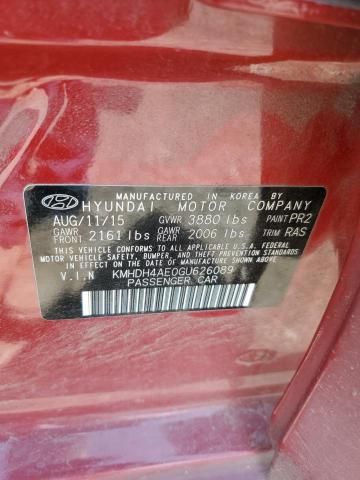 MANUFACTURED IN KOREA BY
HYUNDAI MOTOR COMPANY
AUG/11/15 GVWR 3880 lbs PAINT PR2
GAWR FRONT 2161 lbs GAWR REAR 2006 lbs TRIM RAS
THIS VEHICLE CONFORMS TO ALL APPLICABLE U.S.A. FEDERAL
MOTOR VEHICLE SAFETY, BUMPER, AND THEFT PREVENTION
STANDARDS IN EFFECT ON THE DATE OF MANUFACTURE
SHOWN ABOVE.
V.I.N KMHDH4AE0GU626089
PASSENGER CAR